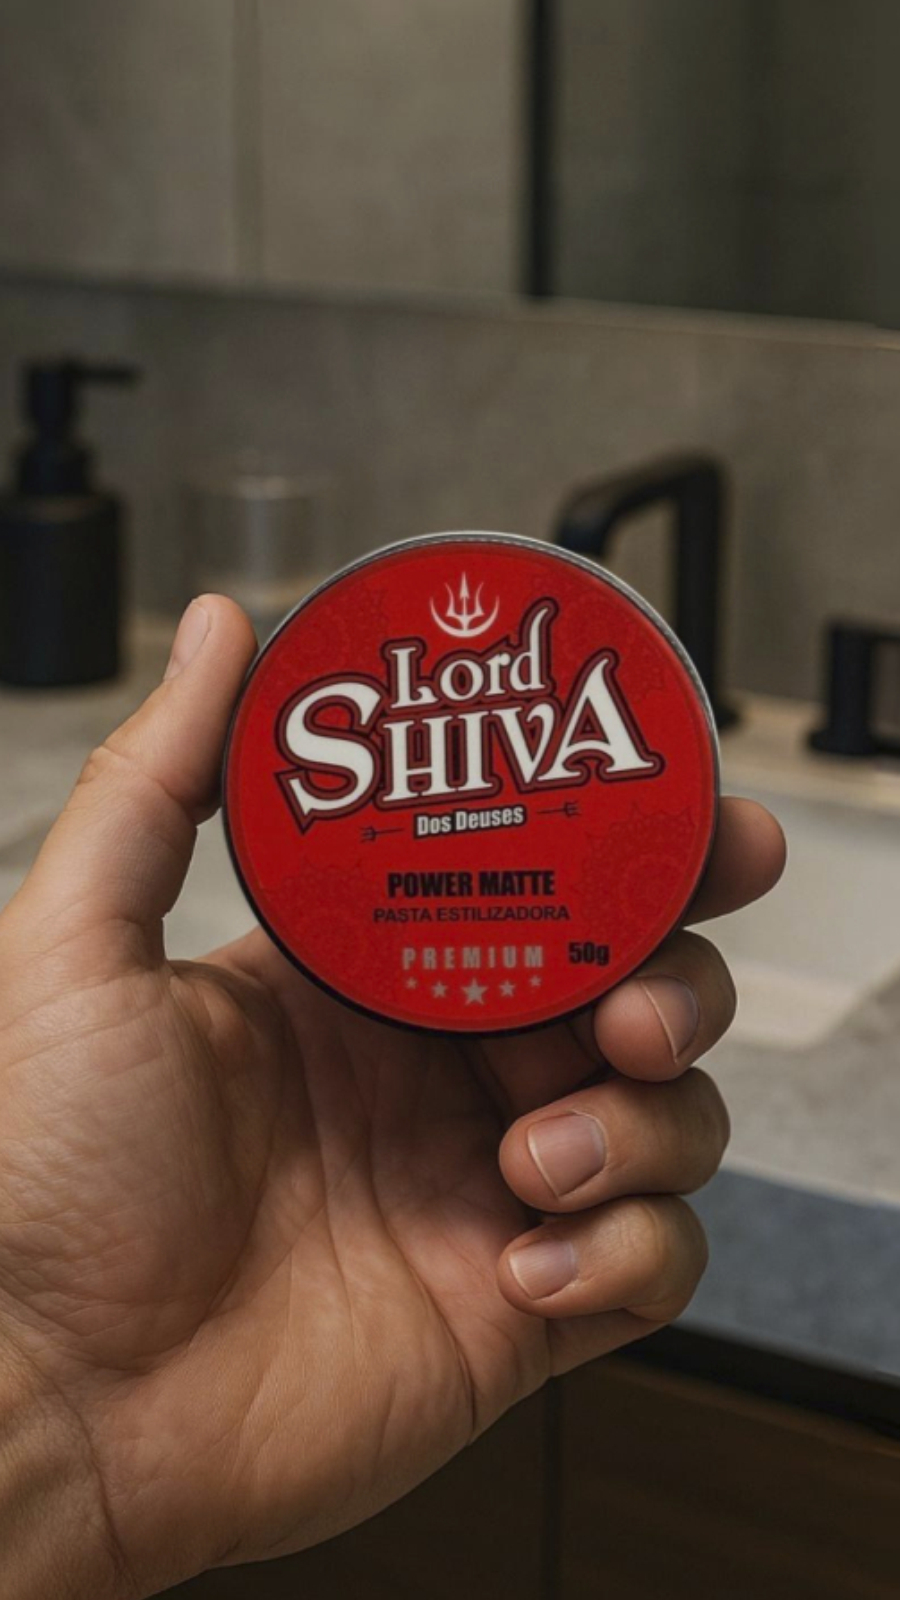 Lord
SHIVA
Dos Deuses
POWER MATTE
PASTA ESTILIZADORA
PREMIUM 50g